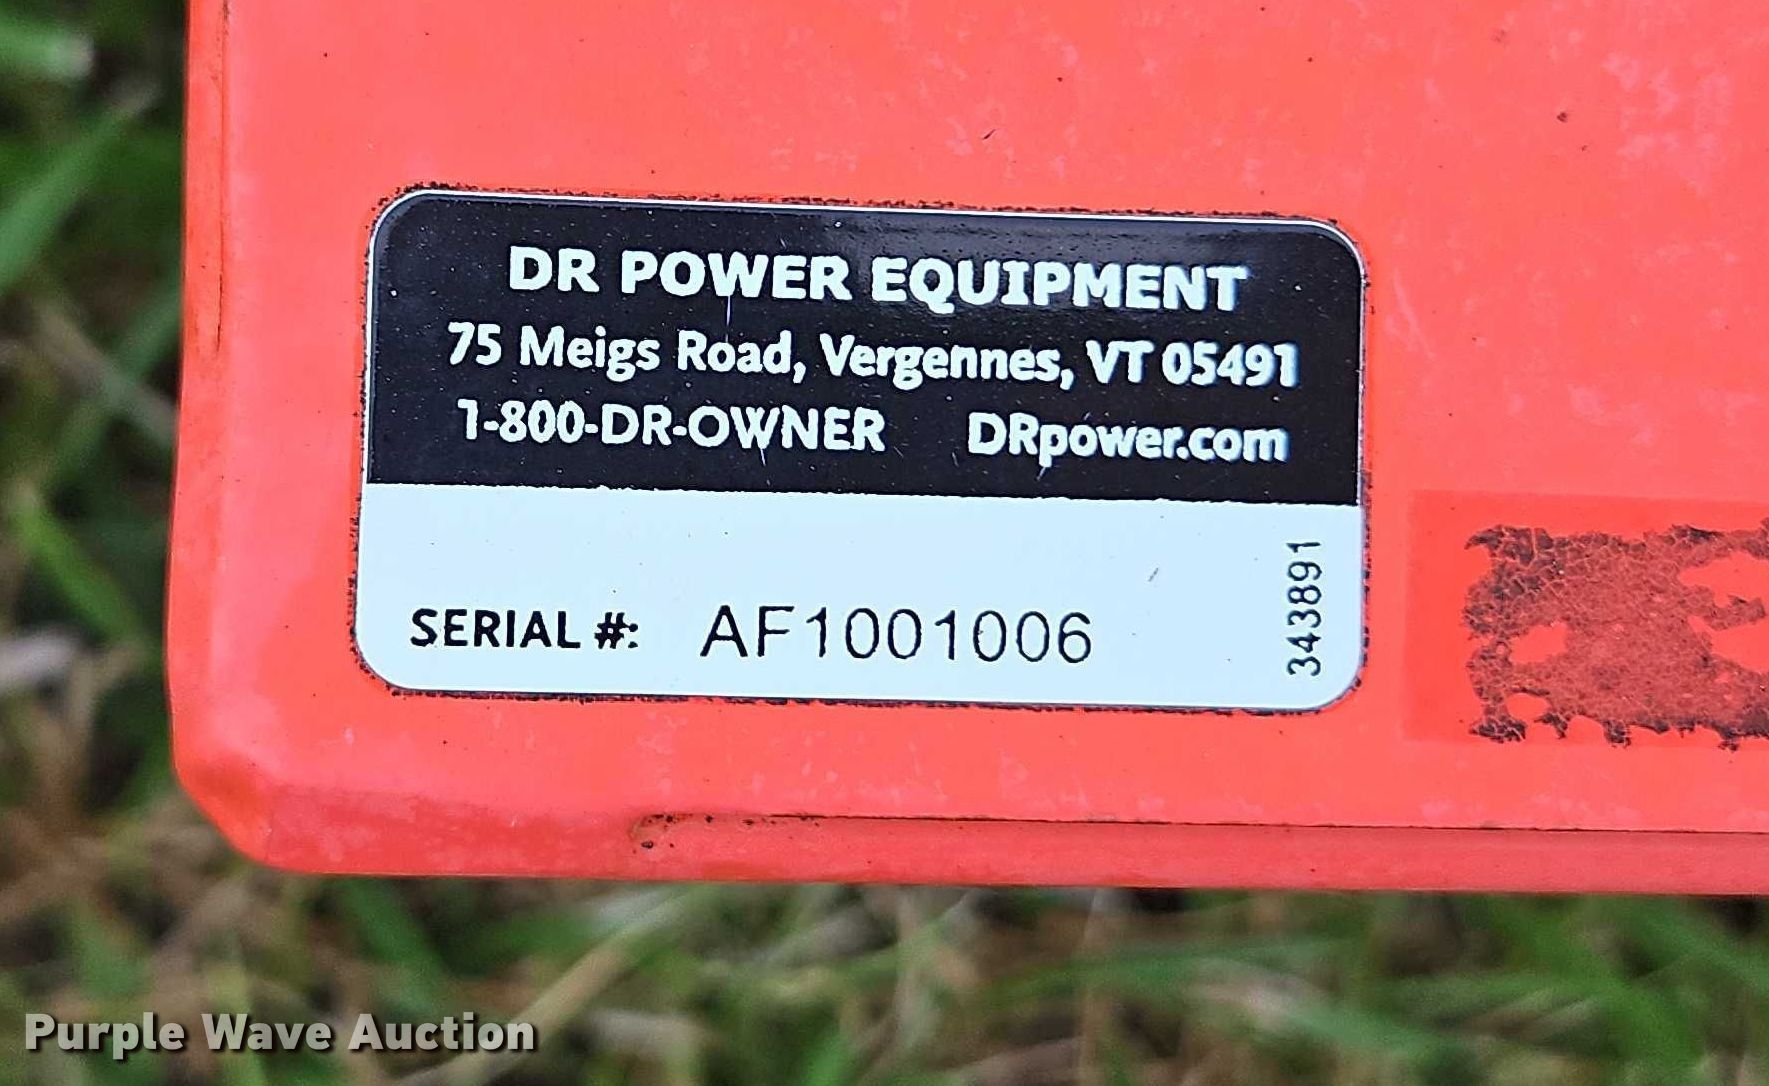 DR POWER EQUIPMENT
75 Meigs Road, Vergennes, VT 05491
1-800-DR-OWNER DRpower.com
SERIAL #: AF1001006
343891
Purple Wave Auction